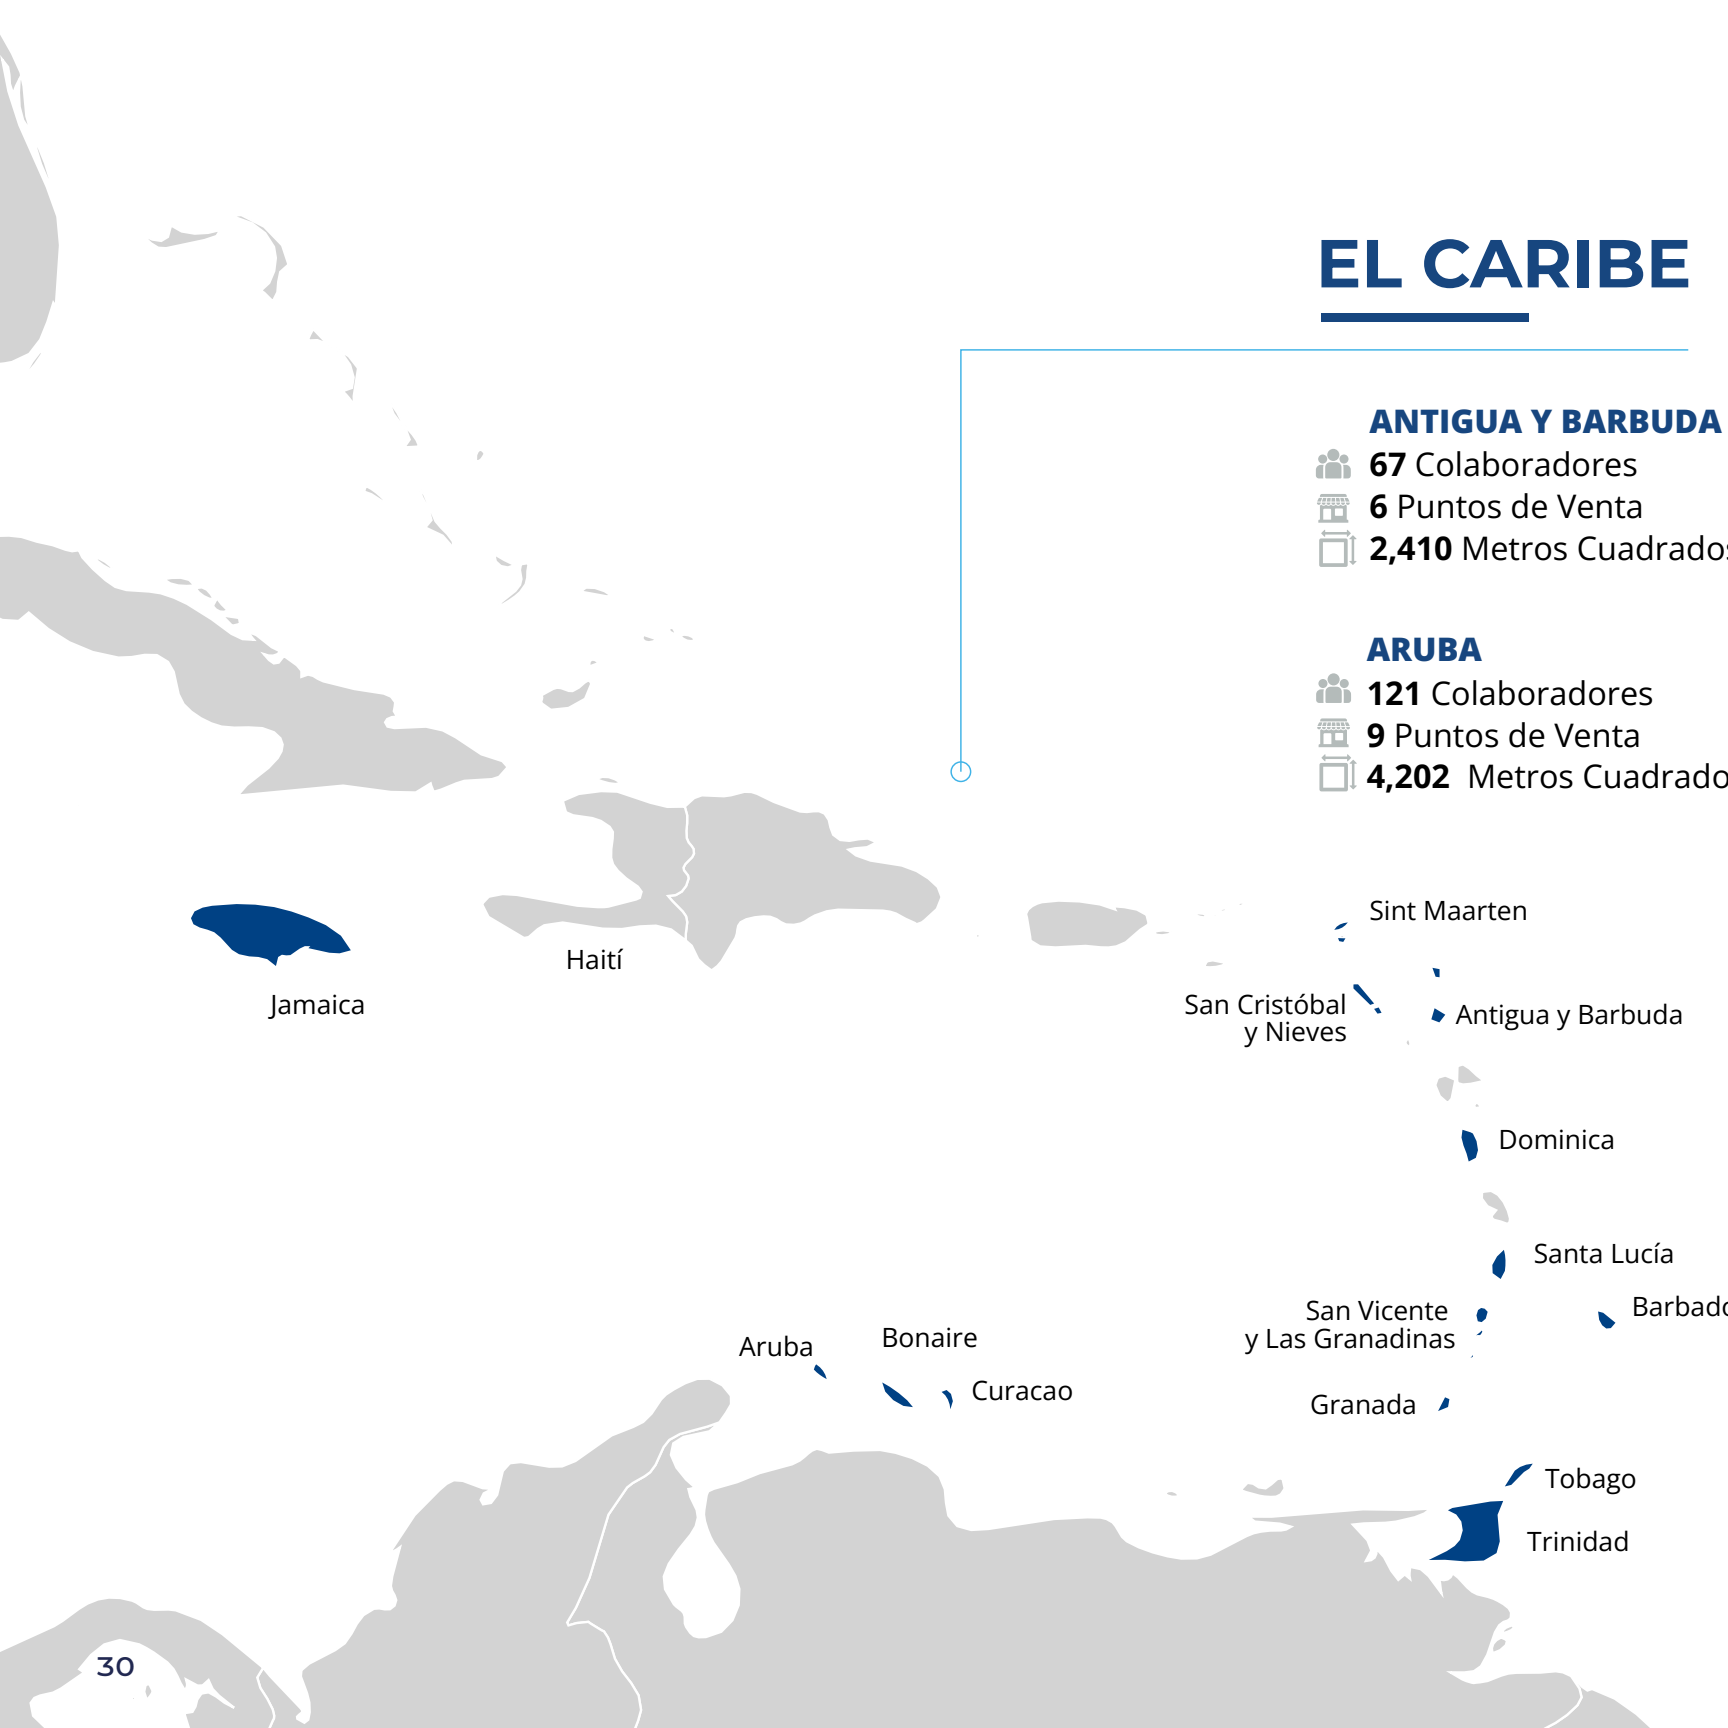 EL CARIBE
ANTIGUA Y BARBUDA
67 Colaboradores
6 Puntos de Venta
2,410 Metros Cuadrados
ARUBA
121 Colaboradores
9 Puntos de Venta
4,202 Metros Cuadrado
Sint Maarten
Haití
Jamaica
San Cristóbal
y Nieves
Antigua y Barbuda
Dominica
Santa Lucía
San Vicente
y Las Granadinas
Barbado
Aruba
Bonaire
Curacao
Granada
Tobago
Trinidad
30